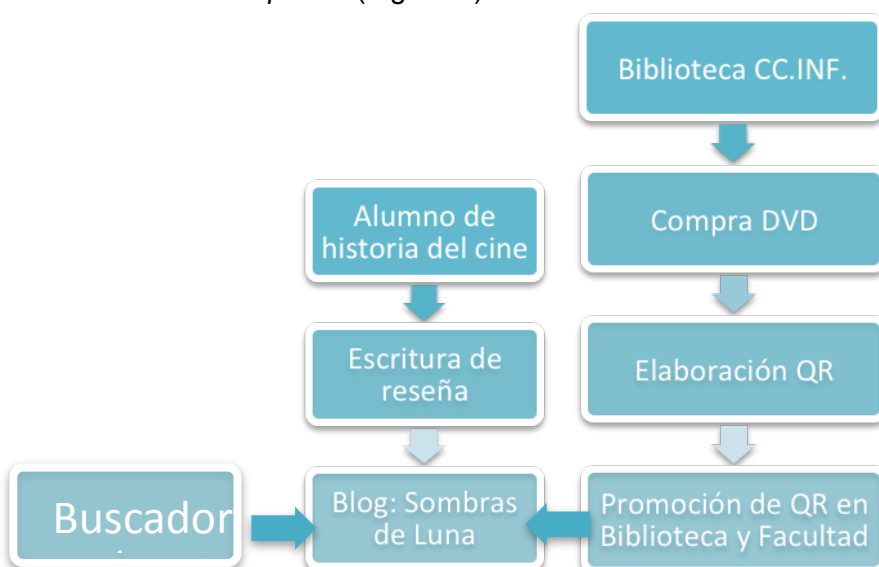 Biblioteca CC.INF.
Alumno de
historia del cine
Compra DVD
Escritura de
reseña
Elaboración QR
Buscador
Blog: Sombras
de Luna
Promoción de QR en
Biblioteca y Facultad